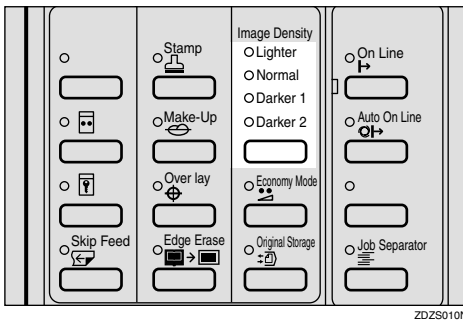 Image Density
Lighter
Normal
Darker 1
Darker 2
Stamp
Make-Up
Over lay
Edge Erase
Skip Feed
Economy Mode
Original Storage
On Line
Auto On Line
Job Separator
ZDZS010N